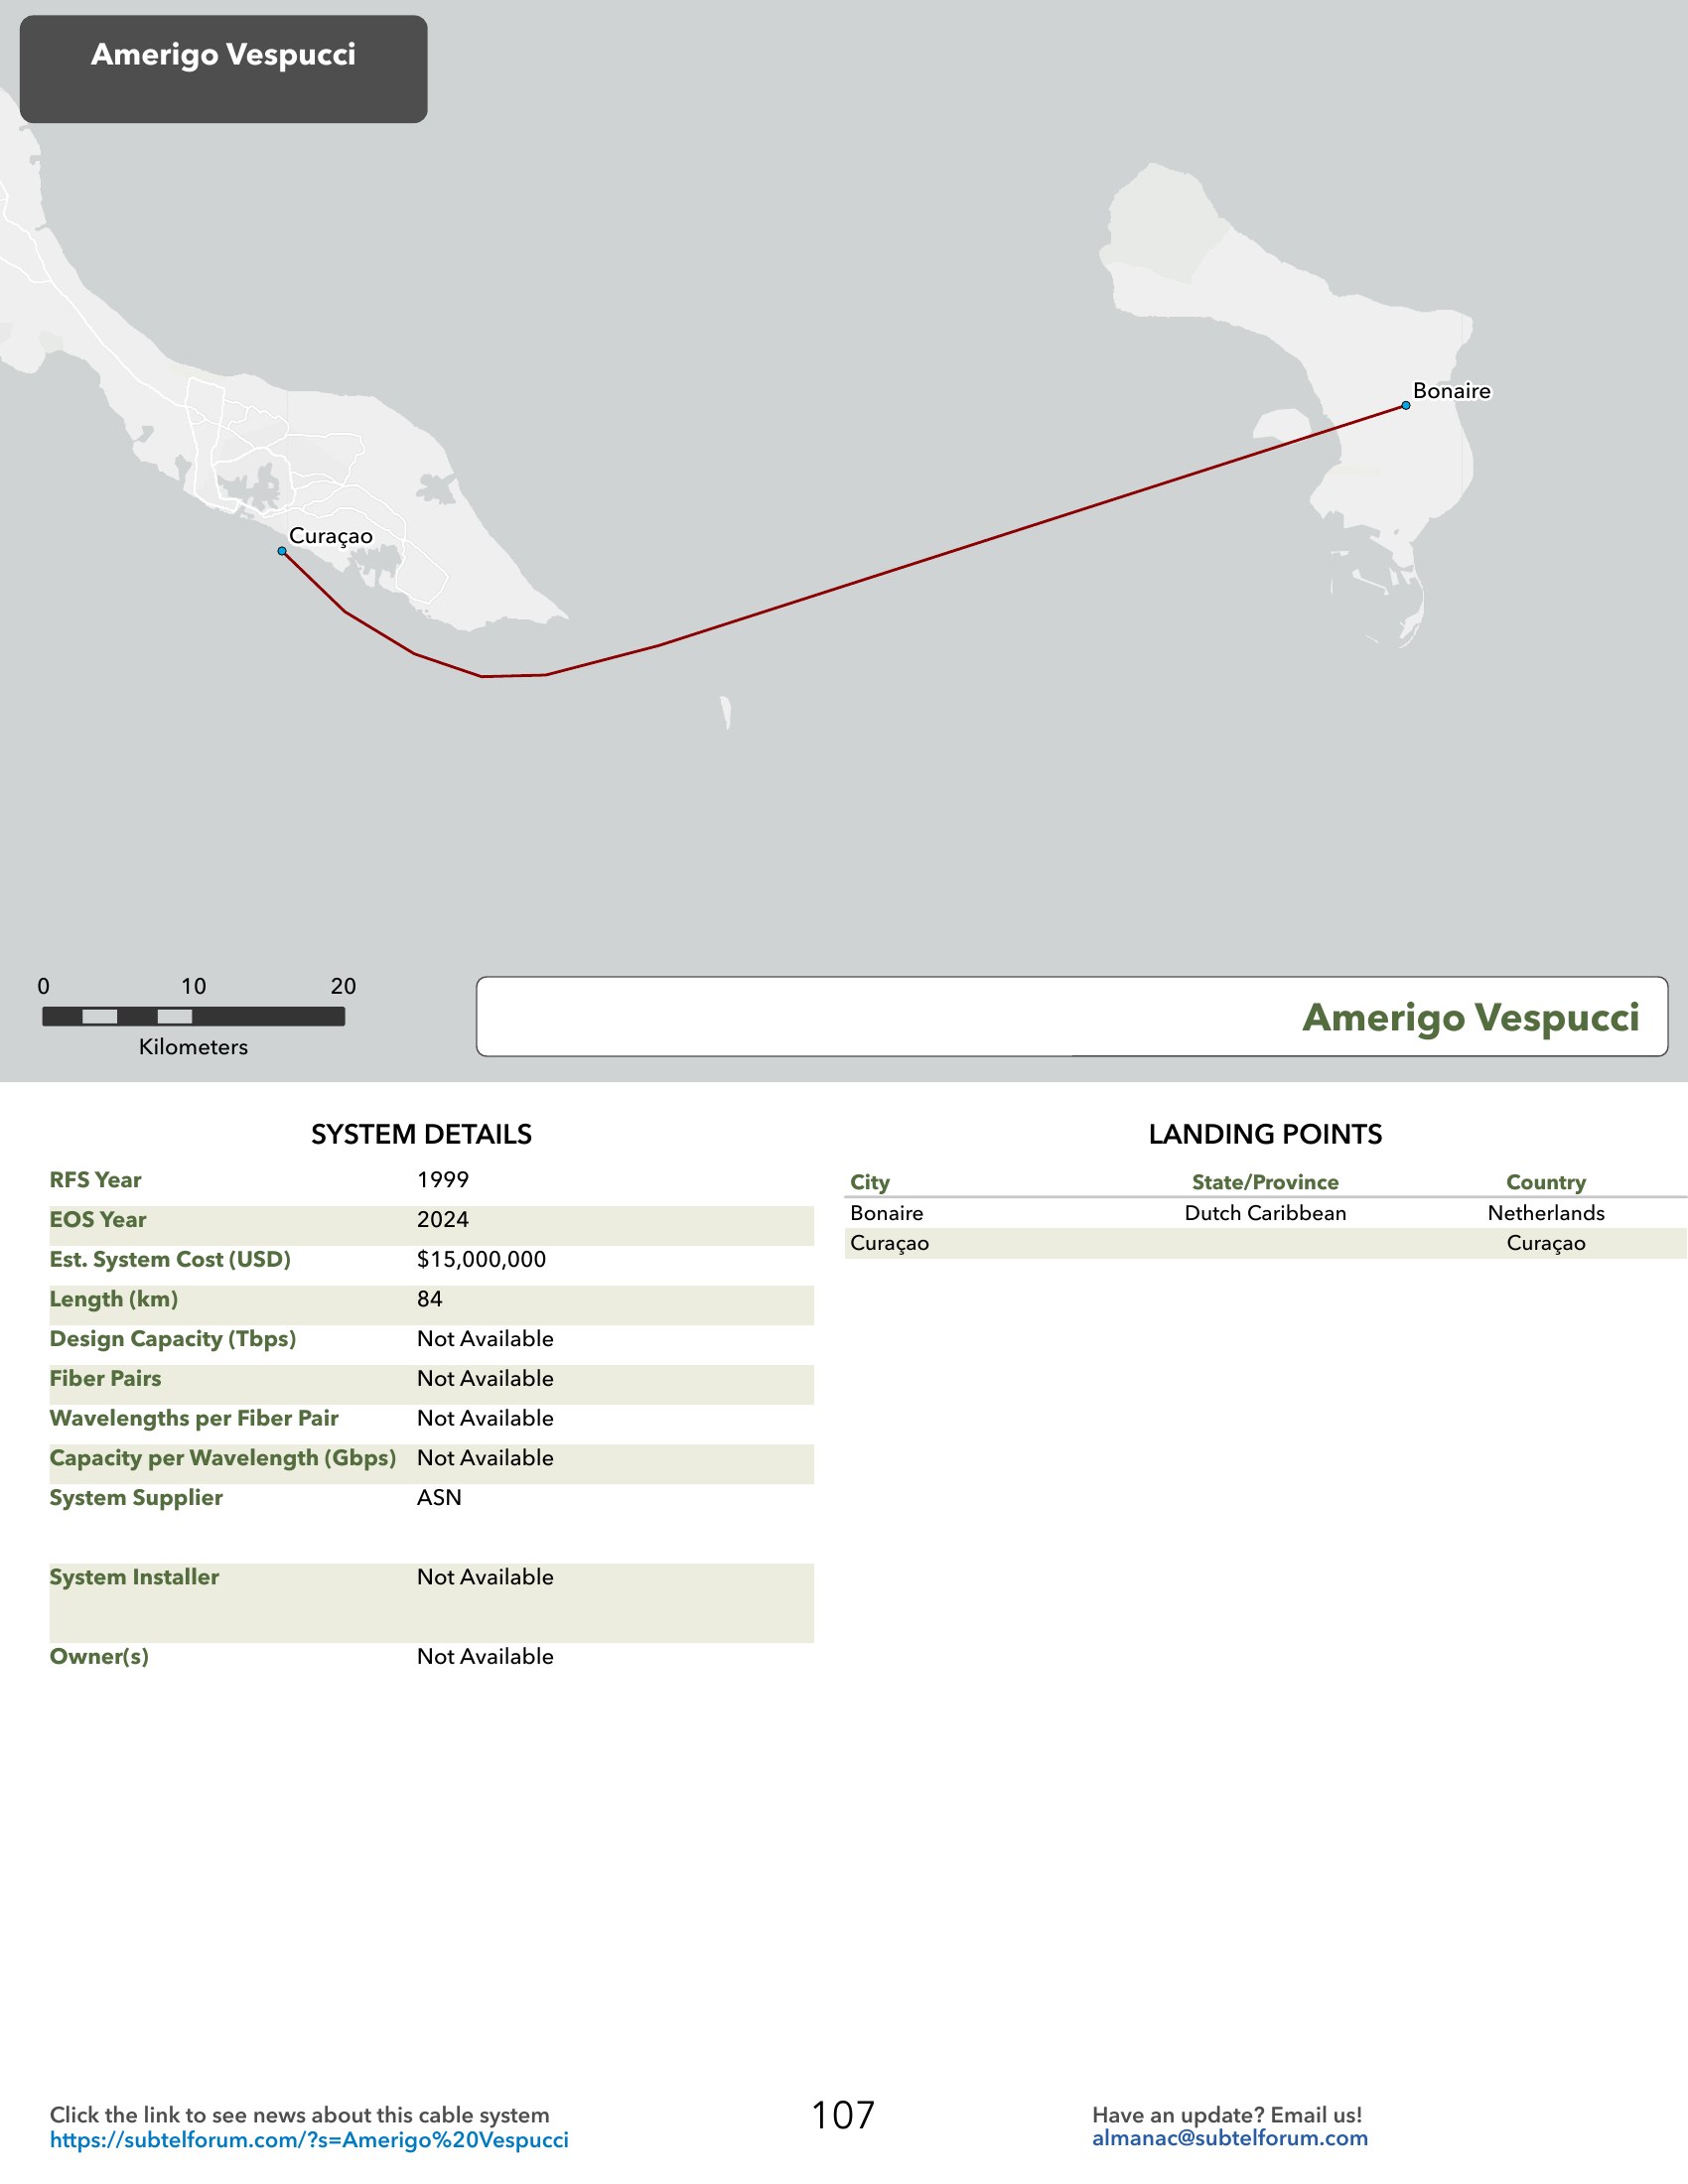 Amerigo Vespucci
Bonaire
Curaçao
0 10 20
Kilometers
Amerigo Vespucci
SYSTEM DETAILS
RFS Year 1999
EOS Year 2024
Est. System Cost (USD) $15,000,000
Length (km) 84
Design Capacity (Tbps) Not Available
Fiber Pairs Not Available
Wavelengths per Fiber Pair Not Available
Capacity per Wavelength (Gbps) Not Available
System Supplier ASN
System Installer Not Available
Owner(s) Not Available
LANDING POINTS
City State/Province Country
Bonaire Dutch Caribbean Netherlands
Curaçao Curaçao
Click the link to see news about this cable system
https://subtelforum.com/?s=Amerigo%20Vespucci
107
Have an update? Email us!
almanac@subtelforum.com